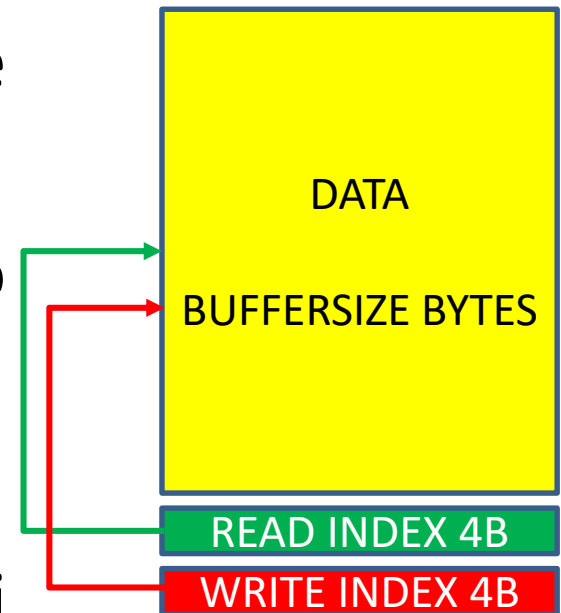 DATA
BUFFERSIZE BYTES
READ INDEX 4B
WRITE INDEX 4B